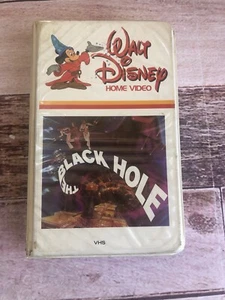 WALT
DISNEY
HOME VIDEO
THE BLACK HOLE
VHS